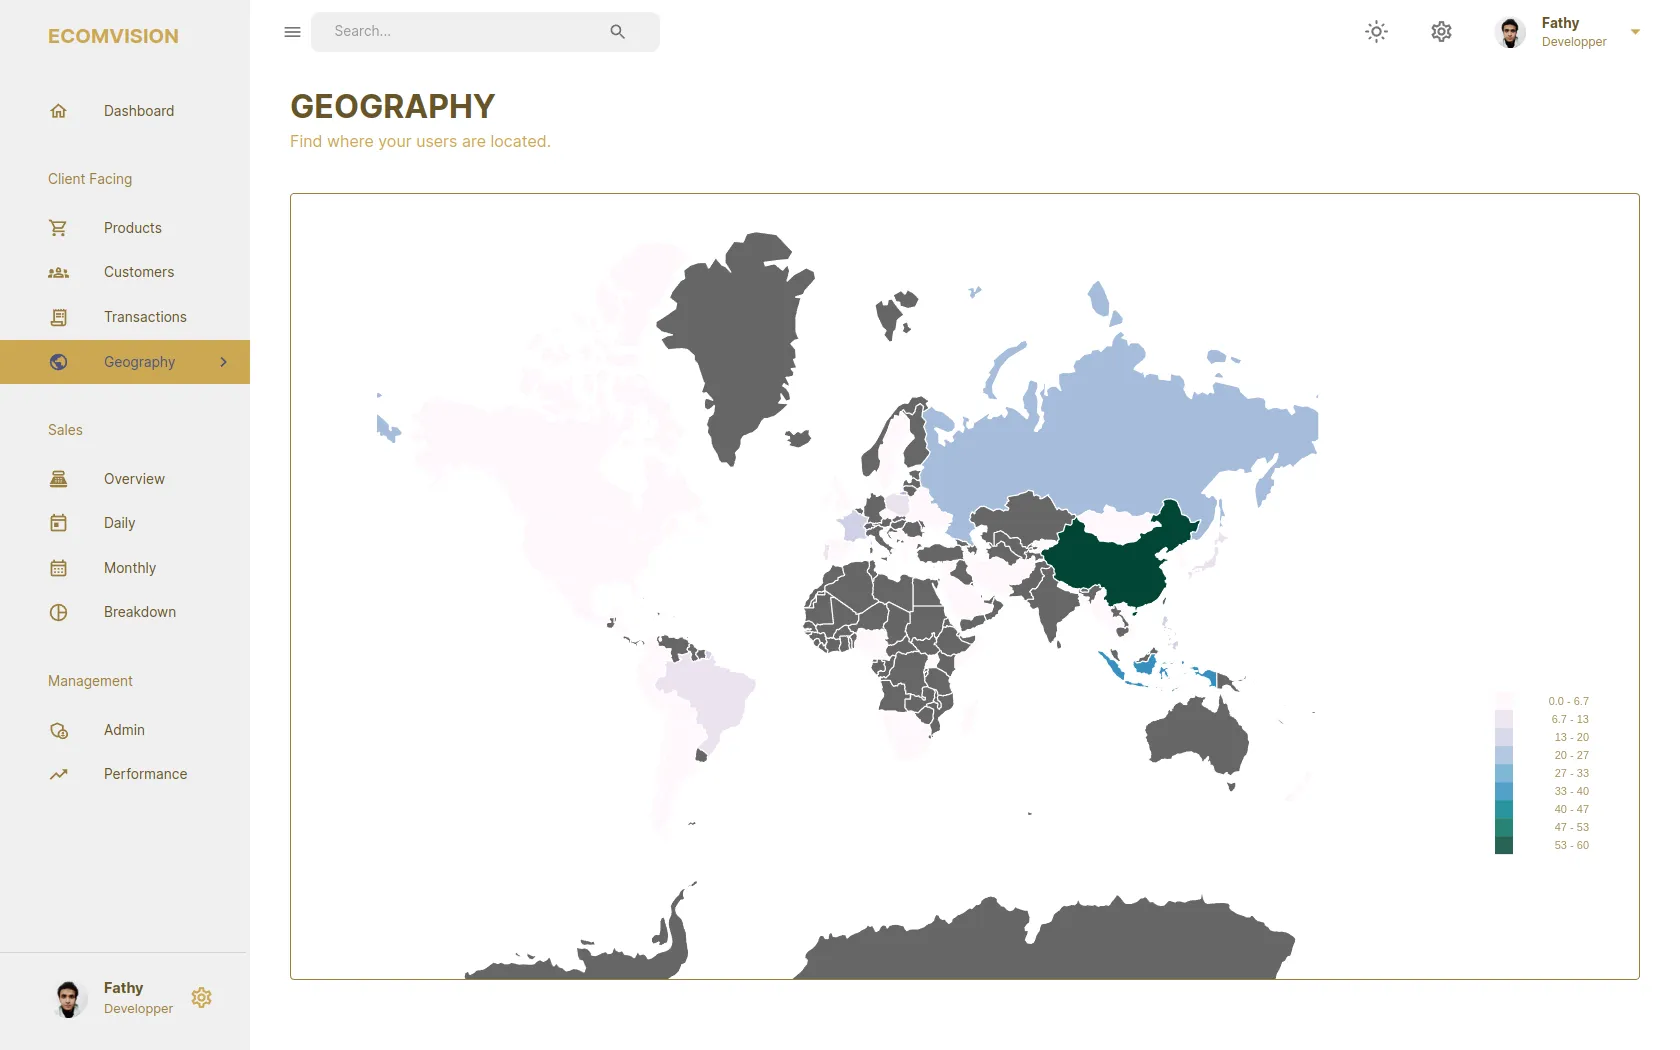 ECOMVISION
Dashboard
Client Facing
Products
Customers
Transactions
Geography
Sales
Overview
Daily
Monthly
Breakdown
Management
Admin
Performance
Fathy
Developper
Search...
Fathy
Developper
GEOGRAPHY
Find where your users are located.
0.0 - 6.7
6.7 - 13
13 - 20
20 - 27
27 - 33
33 - 40
40 - 47
47 - 53
53 - 60